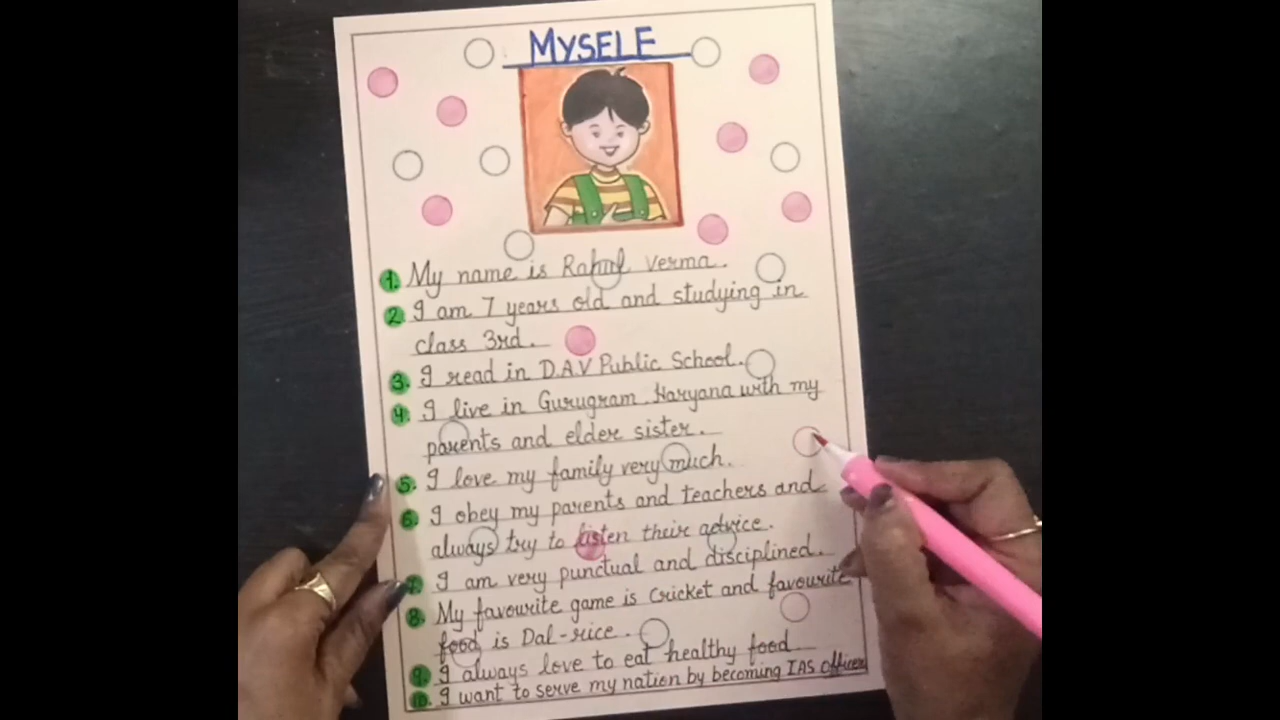 MYSELF
1. My name is Rahul Verma.
2. I am 7 years old and studying in
class 3rd.
3. I read in D.A.V Public School.
4. I live in Gurugram, Haryana with my
parents and elder sister.
5. I love my family very much.
6. I obey my parents and teachers and
always try to listen their advice.
7. I am very punctual and disciplined.
8. My favourite game is Cricket and favourite
food is Dal-rice.
9. I always love to eat healthy food
10. I want to serve my nation by becoming IAS officer